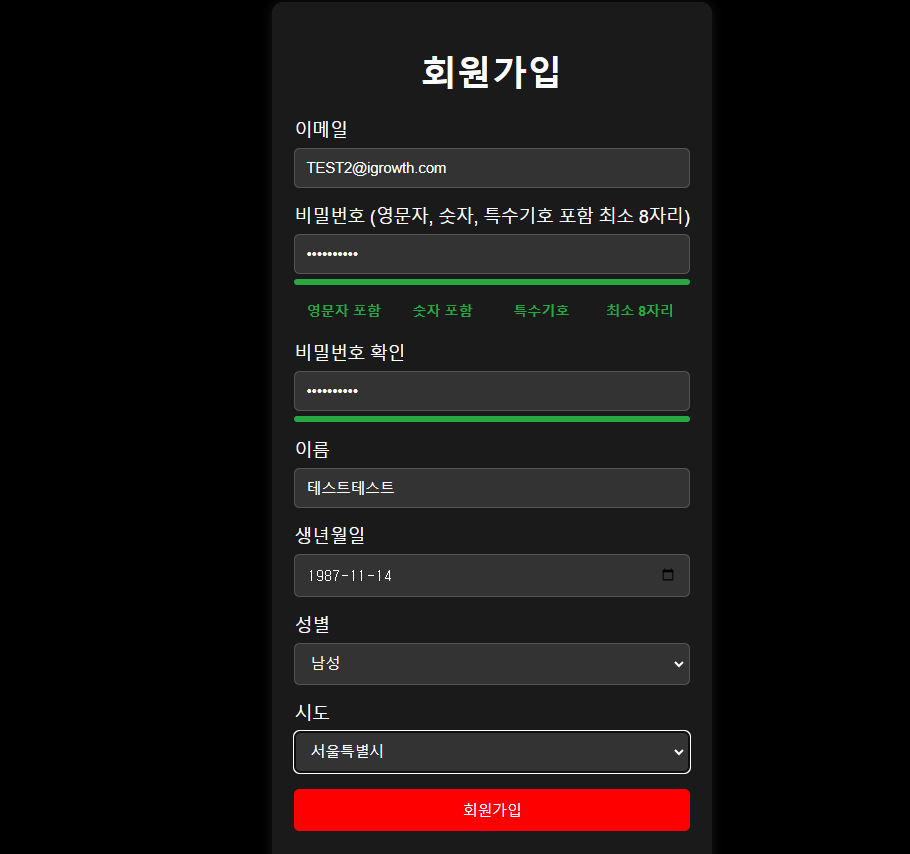 회원가입
이메일
TEST2@igrowth.com
비밀번호 (영문자, 숫자, 특수기호 포함 최소 8자리)
••••••••••
영문자 포함 숫자 포함 특수기호 최소 8자리
비밀번호 확인
••••••••••
이름
테스트테스트
생년월일
1987-11-14
성별
남성
시도
서울특별시
회원가입